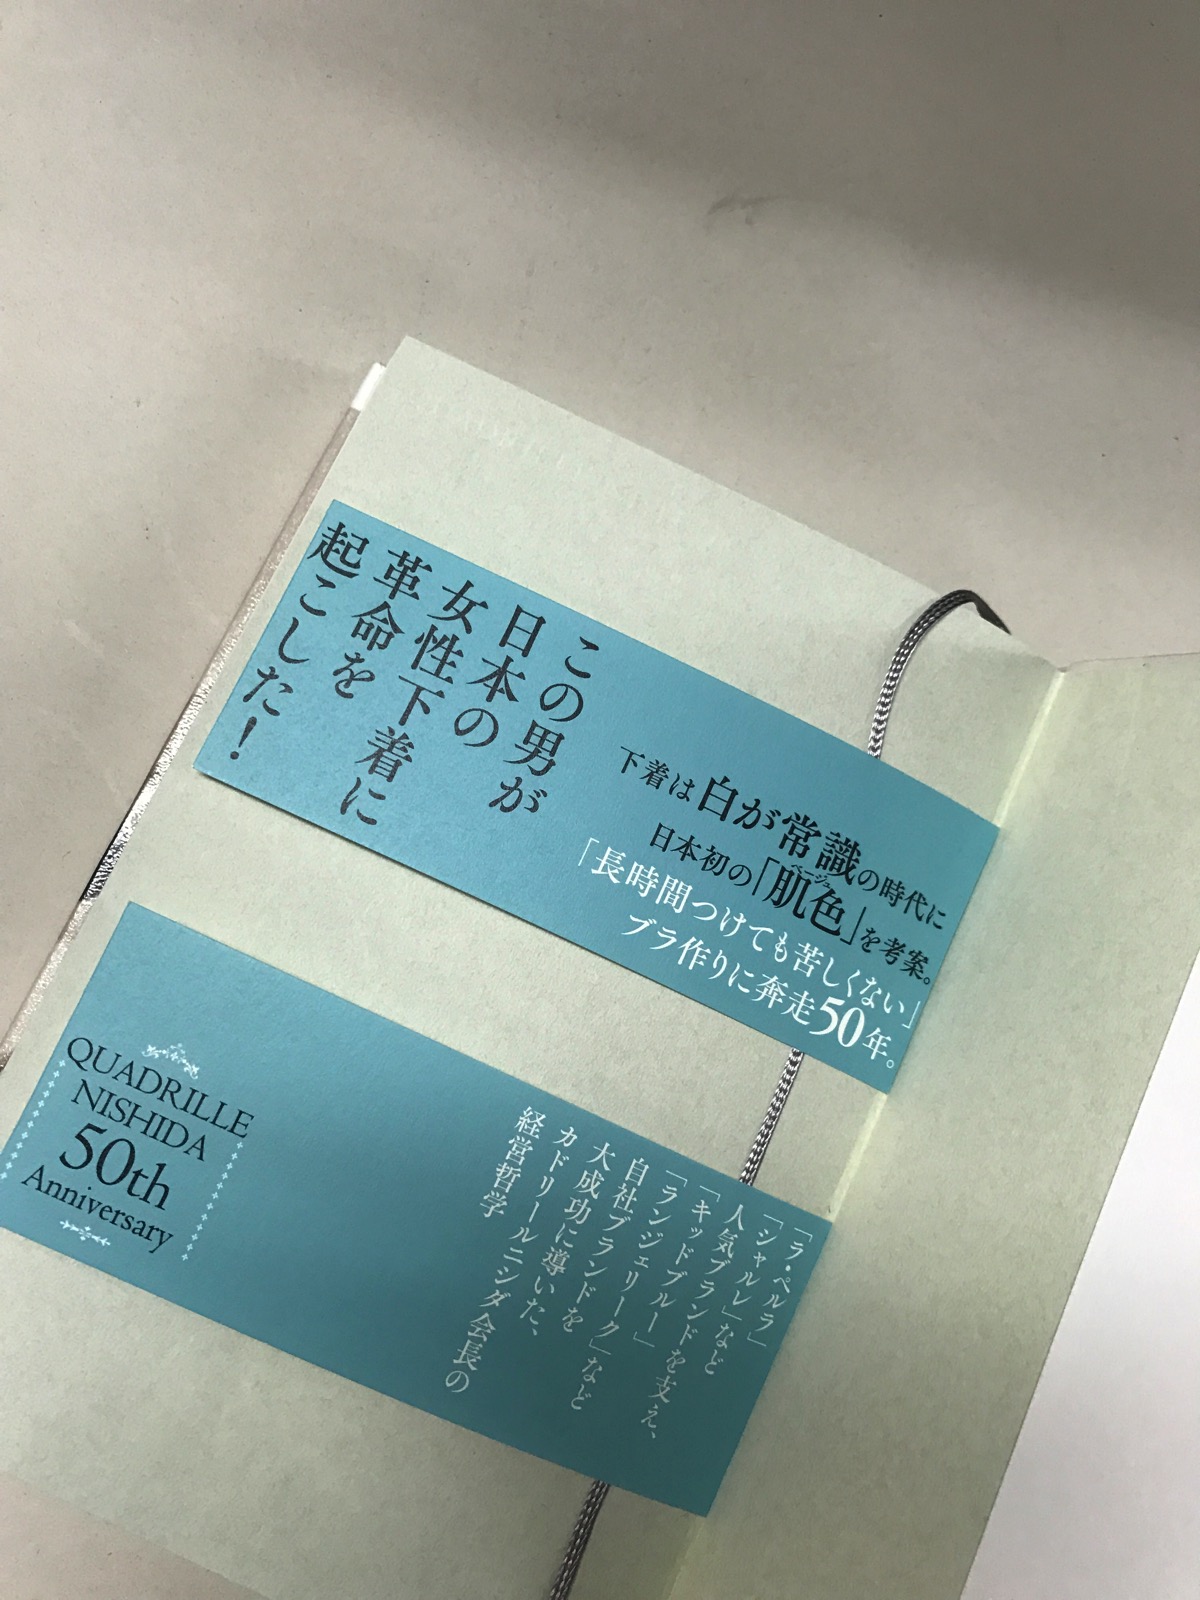 この男が
日本の
女性下着に
革命を
起こした！
下着は白が常識の時代に
日本初の「肌色」を考案。
ベージュ
「長時間つけても苦しくない」
ブラ作りに奔走50年。
「ラ・ペルラ」
「シャルレ」など
人気ブランドを支え、
「キッドブルー」
「ランジェリーク」など
自社ブランドを
大成功に導いた、
カドリールニシダ会長の
経営哲学
QUADRILLE
NISHIDA
50th
Anniversary